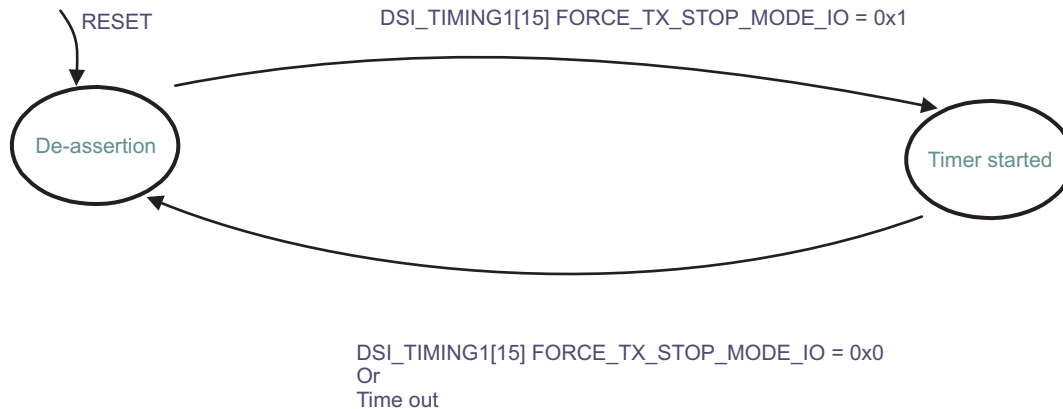 RESET
DSI_TIMING1[15] FORCE_TX_STOP_MODE_IO = 0x1
De-assertion
Timer started
DSI_TIMING1[15] FORCE_TX_STOP_MODE_IO = 0x0
Or
Time out